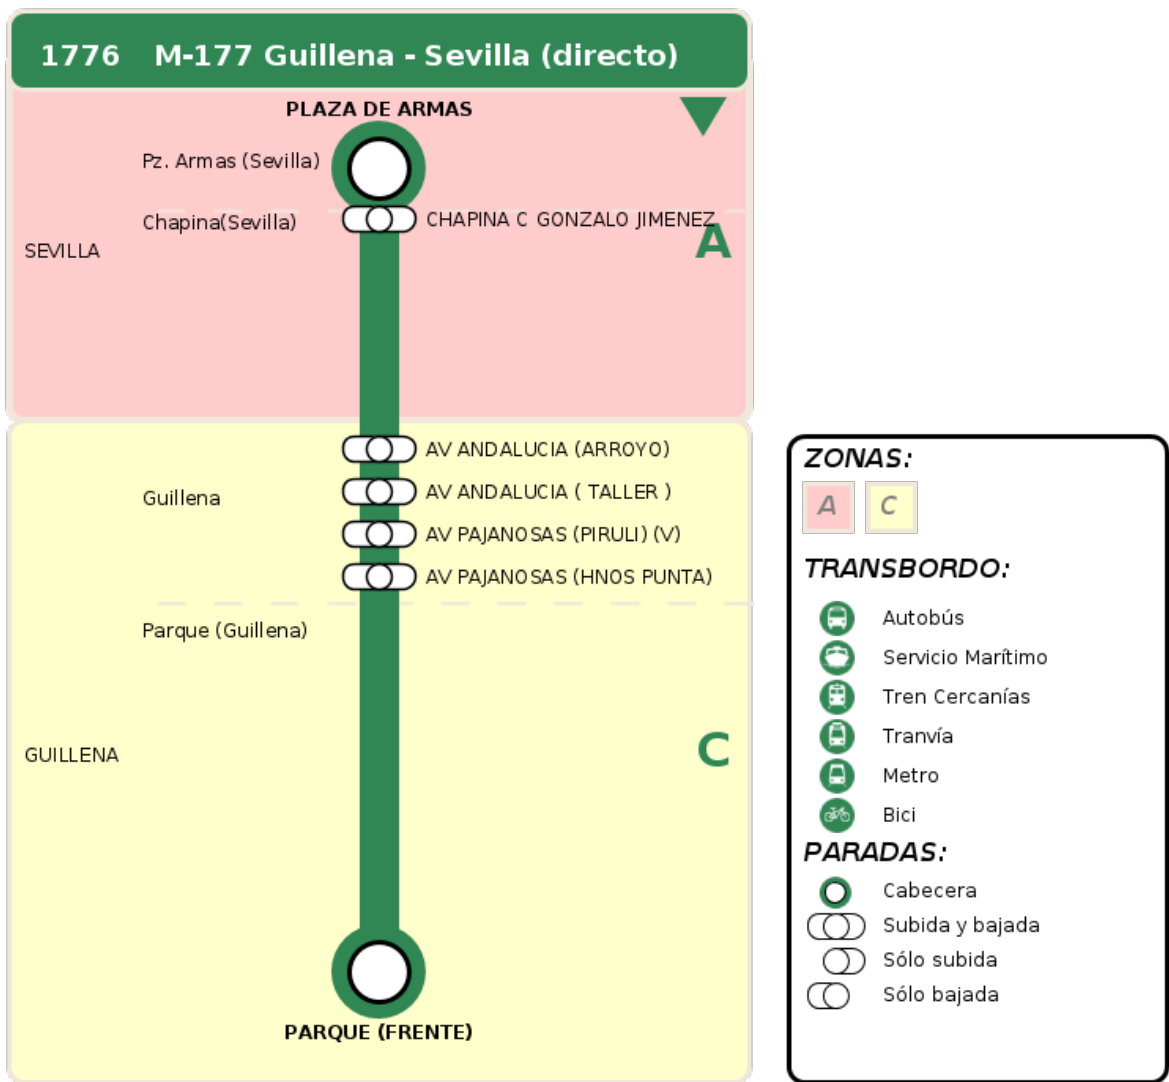 1776 M-177 Guillena - Sevilla (directo)
PLAZA DE ARMAS
Pz. Armas (Sevilla)
Chapina(Sevilla)
CHAPINA C GONZALO JIMENEZ
A
SEVILLA
AV ANDALUCIA (ARROYO)
AV ANDALUCIA ( TALLER )
Guillena
AV PAJANOSAS (PIRULI) (V)
AV PAJANOSAS (HNOS PUNTA)
Parque (Guillena)
GUILLENA
C
PARQUE (FRENTE)
ZONAS:
A C
TRANSBORDO:
Autobús
Servicio Marítimo
Tren Cercanías
Tranvía
Metro
Bici
PARADAS:
Cabecera
Subida y bajada
Sólo subida
Sólo bajada